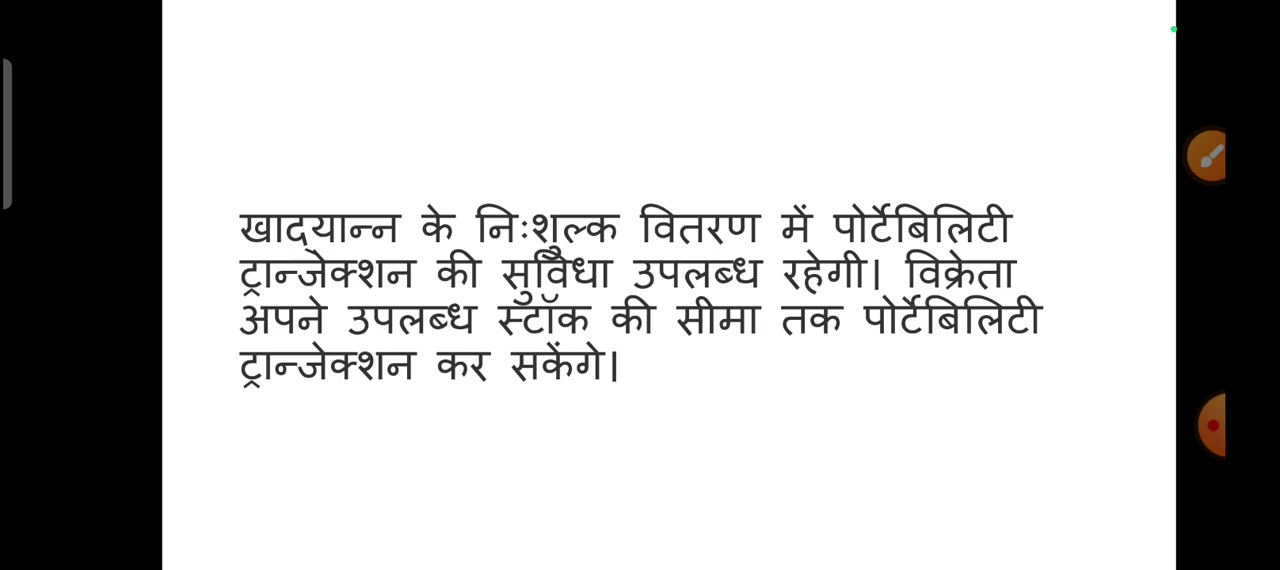 खाद्यान्न के निःशुल्क वितरण में पोर्टेबिलिटी
ट्रान्जेक्शन की सुविधा उपलब्ध रहेगी। विक्रेता
अपने उपलब्ध स्टॉक की सीमा तक पोर्टेबिलिटी
ट्रान्जेक्शन कर सकेंगे।